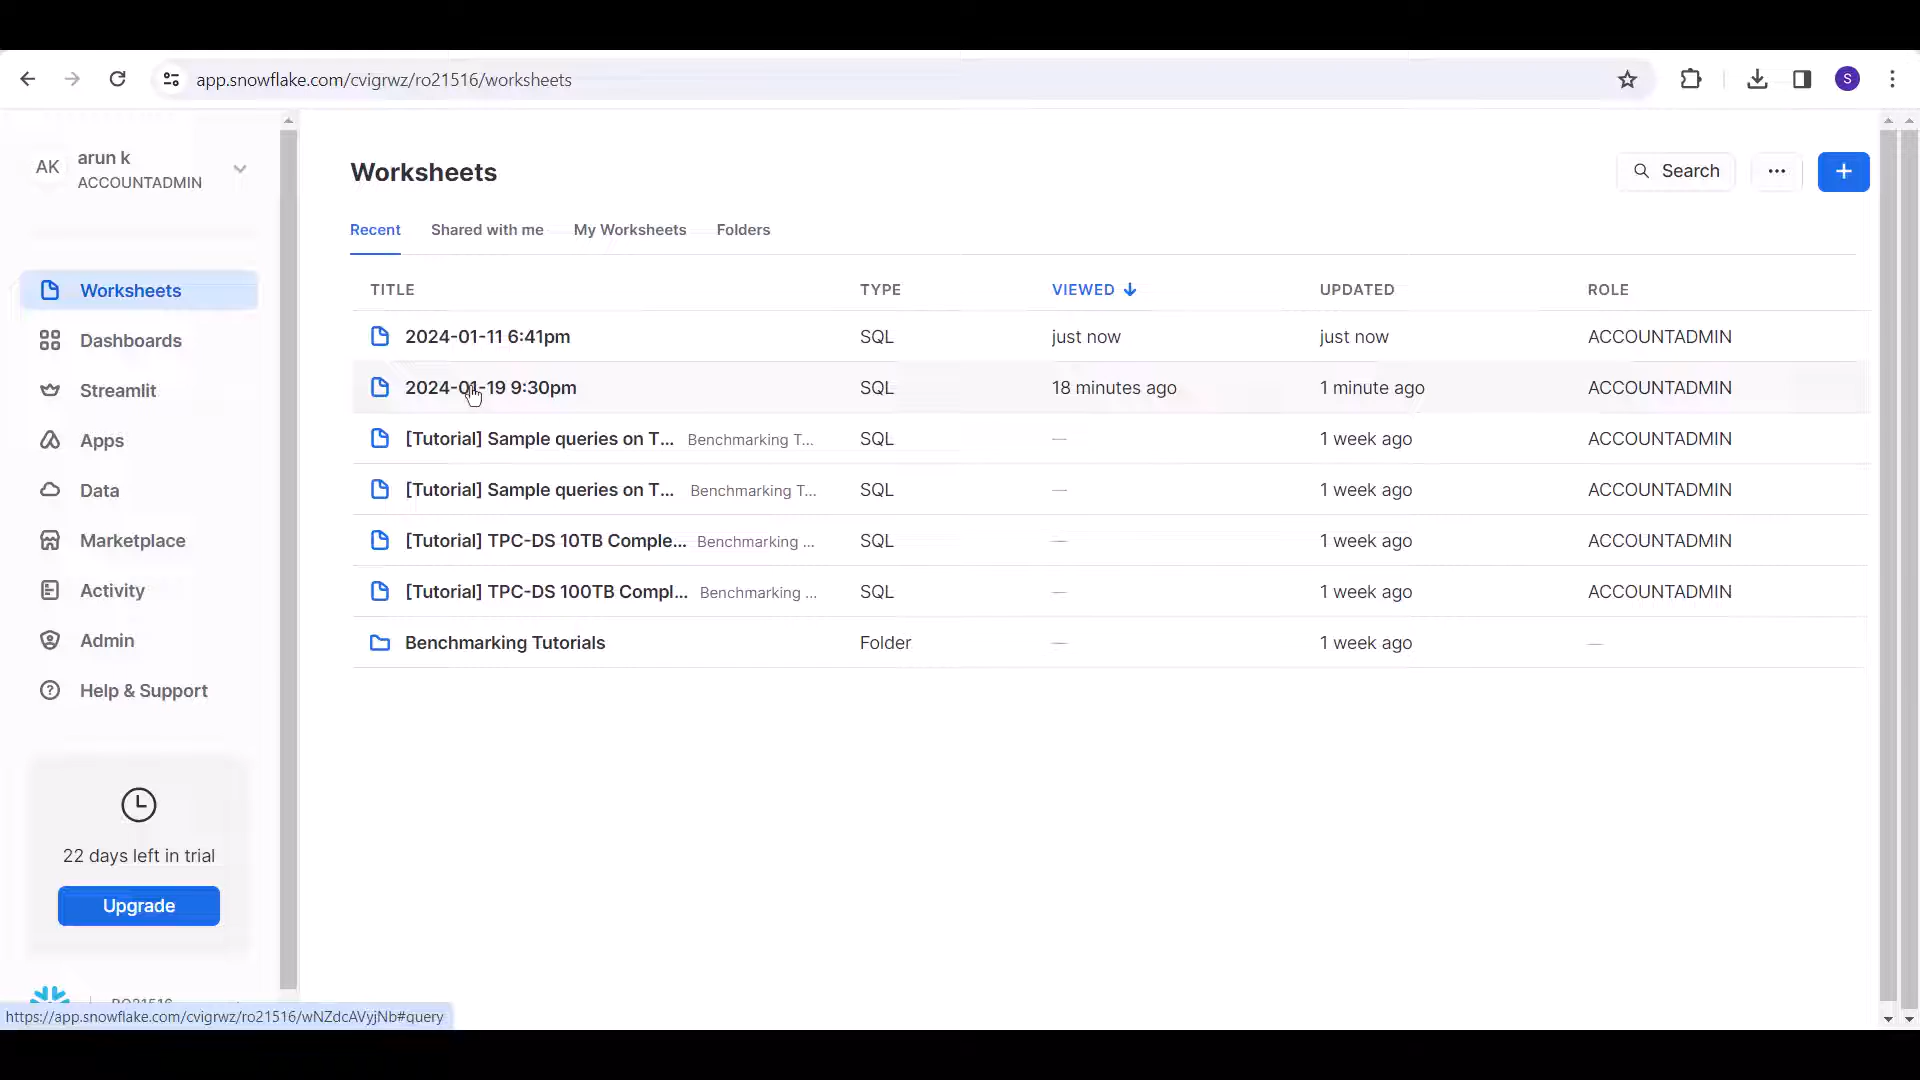 app.snowflake.com/cvigrwz/ro21516/worksheets
S
AK
arun k
ACCOUNTADMIN
Worksheets
Search
Recent
Shared with me
My Worksheets
Folders
Worksheets
Dashboards
Streamlit
Apps
Data
Marketplace
Activity
Admin
Help & Support
TITLE TYPE VIEWED UPDATED ROLE
2024-01-11 6:41pm SQL just now just now ACCOUNTADMIN
2024-01-19 9:30pm SQL 18 minutes ago 1 minute ago ACCOUNTADMIN
[Tutorial] Sample queries on T... Benchmarking T... SQL — 1 week ago ACCOUNTADMIN
[Tutorial] Sample queries on T... Benchmarking T... SQL — 1 week ago ACCOUNTADMIN
[Tutorial] TPC-DS 10TB Comple... Benchmarking ... SQL — 1 week ago ACCOUNTADMIN
[Tutorial] TPC-DS 100TB Compl... Benchmarking ... SQL — 1 week ago ACCOUNTADMIN
Benchmarking Tutorials Folder — 1 week ago —
22 days left in trial
Upgrade
RO21516
https://app.snowflake.com/cvigrwz/ro21516/wNZdcAVyjNb#query